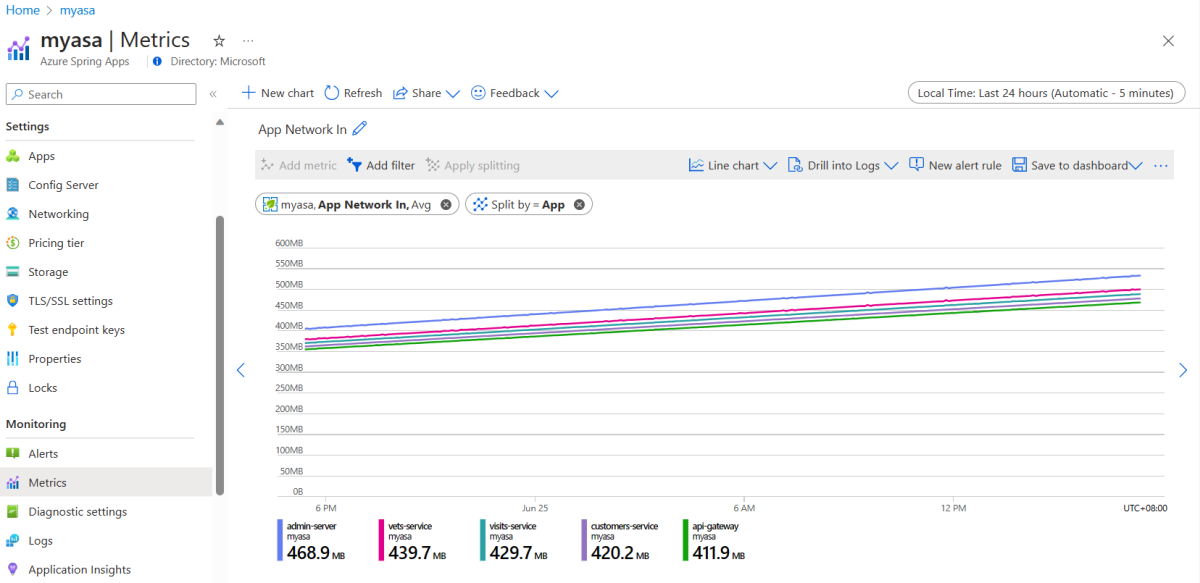 Home > myasa
myasa | Metrics
Azure Spring Apps
Directory: Microsoft
Search
New chart
Refresh
Share
Feedback
Local Time: Last 24 hours (Automatic - 5 minutes)
Settings
Apps
Config Server
Networking
Pricing tier
Storage
TLS/SSL settings
Test endpoint keys
Properties
Locks
Monitoring
Alerts
Metrics
Diagnostic settings
Logs
Application Insights
App Network In
Add metric
Add filter
Apply splitting
Line chart
Drill into Logs
New alert rule
Save to dashboard
myasa, App Network In, Avg
Split by = App
600MB
550MB
500MB
450MB
400MB
350MB
300MB
250MB
200MB
150MB
100MB
50MB
0B
6 PM
Jun 25
6 AM
12 PM
UTC+08:00
admin-server
myasa
468.9 MB
vets-service
myasa
439.7 MB
visits-service
myasa
429.7 MB
customers-service
myasa
420.2 MB
api-gateway
myasa
411.9 MB